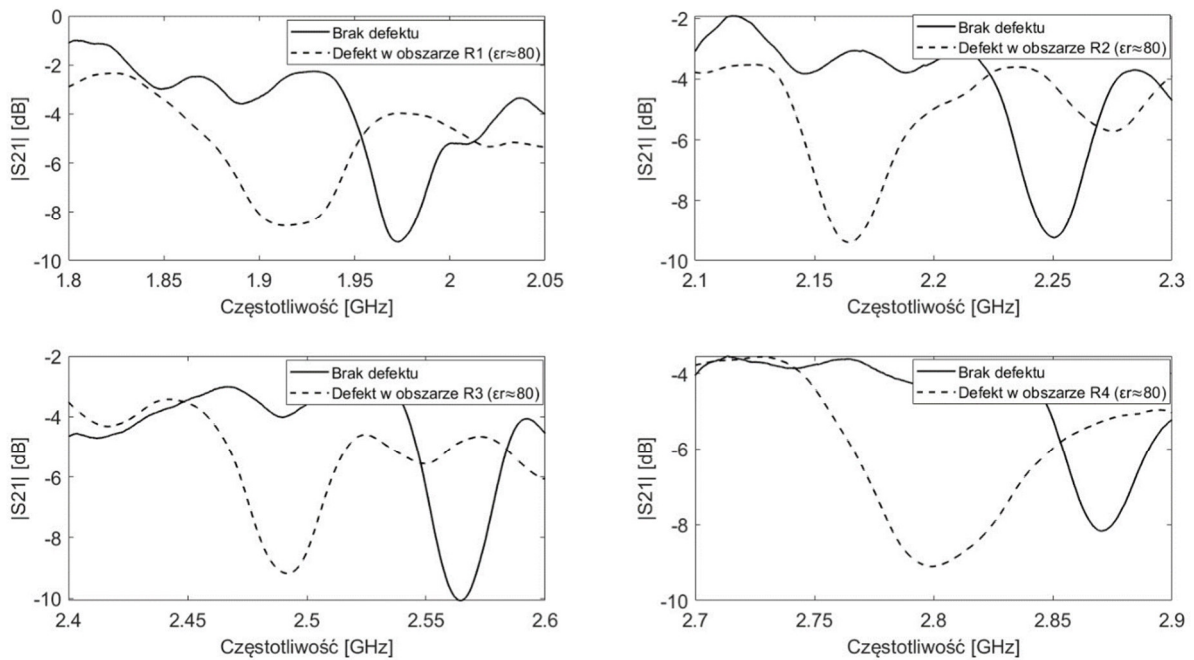 0
-2
-4
-6
-8
-10
|S21| [dB]
1.8
1.85
1.9
1.95
2
2.05
Częstotliwość [GHz]
Brak defektu
Defekt w obszarze R1 (εr≈80)
-2
-4
-6
-8
-10
|S21| [dB]
2.1
2.15
2.2
2.25
2.3
Częstotliwość [GHz]
Brak defektu
Defekt w obszarze R2 (εr≈80)
-2
-4
-6
-8
-10
|S21| [dB]
2.4
2.45
2.5
2.55
2.6
Częstotliwość [GHz]
Brak defektu
Defekt w obszarze R3 (εr≈80)
-4
-6
-8
-10
|S21| [dB]
2.7
2.75
2.8
2.85
2.9
Częstotliwość [GHz]
Brak defektu
Defekt w obszarze R4 (εr≈80)